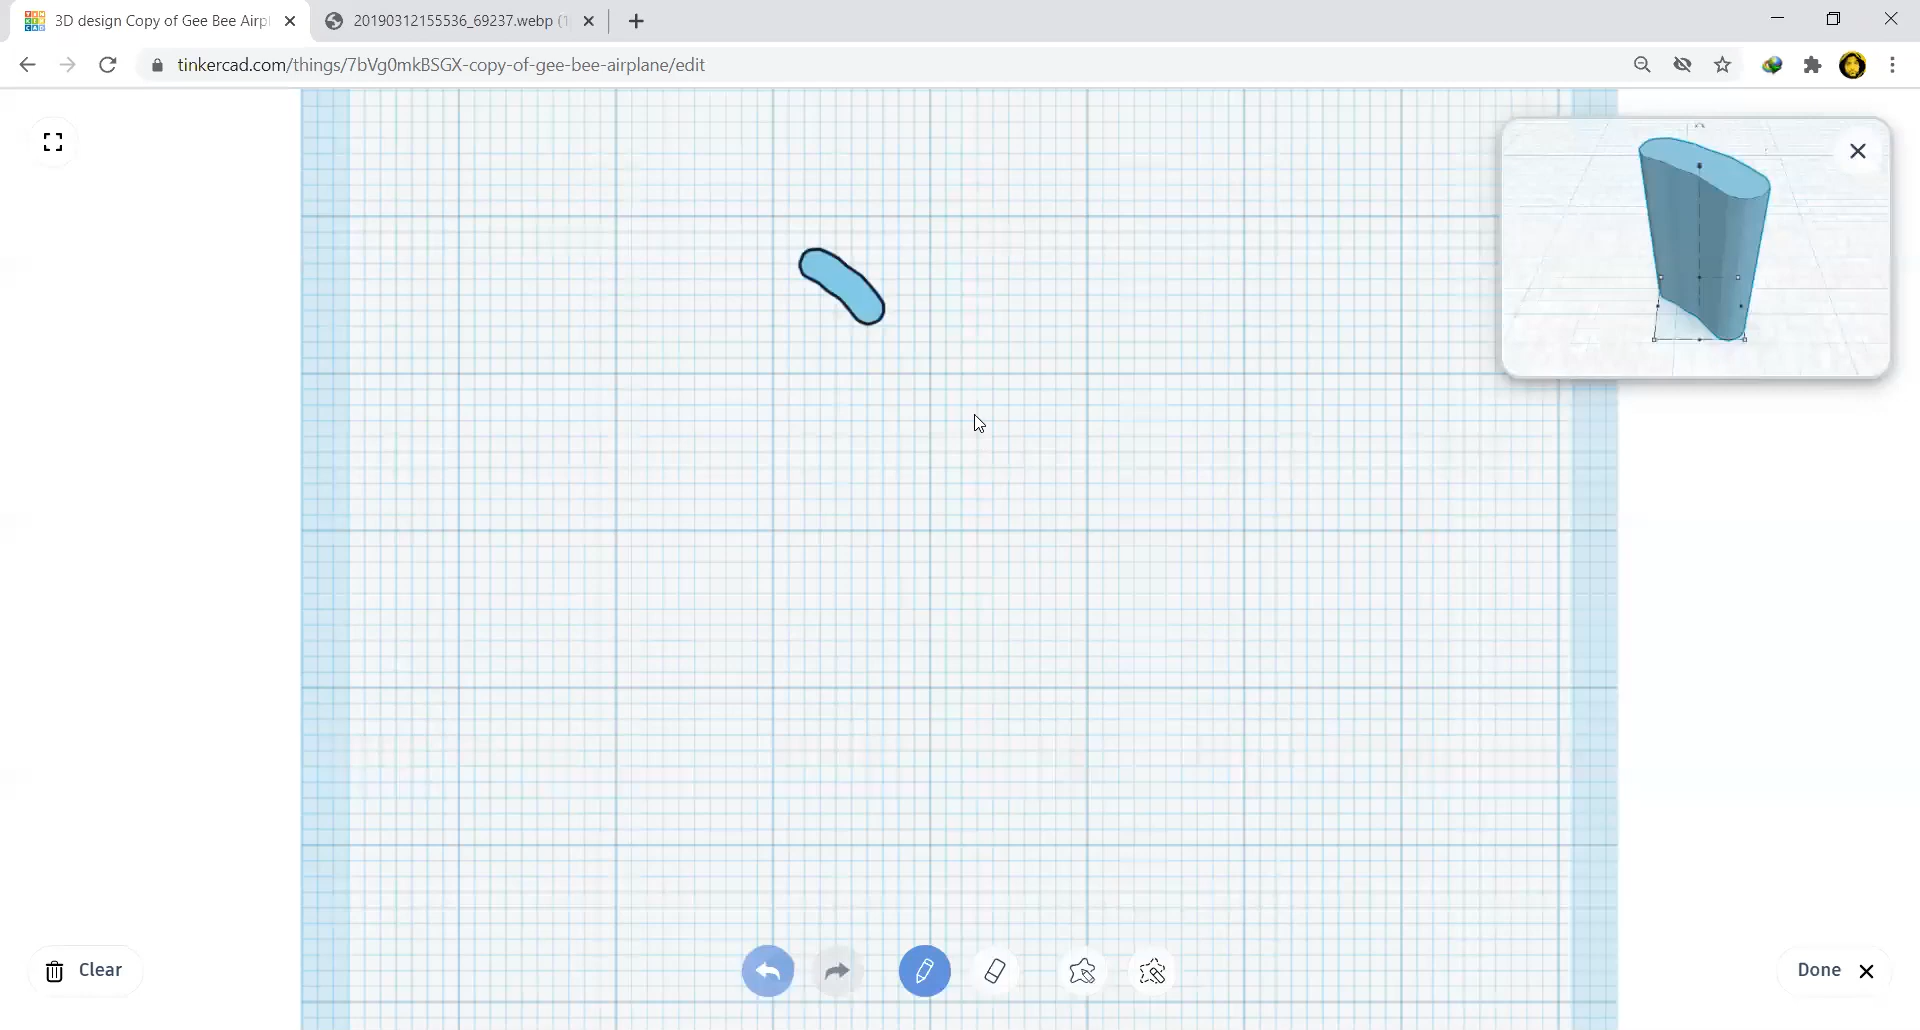 3D design Copy of Gee Bee Airpl
20190312155536_69237.webp (1
tinkercad.com/things/7bVg0mkBSGX-copy-of-gee-bee-airplane/edit
Clear
Done